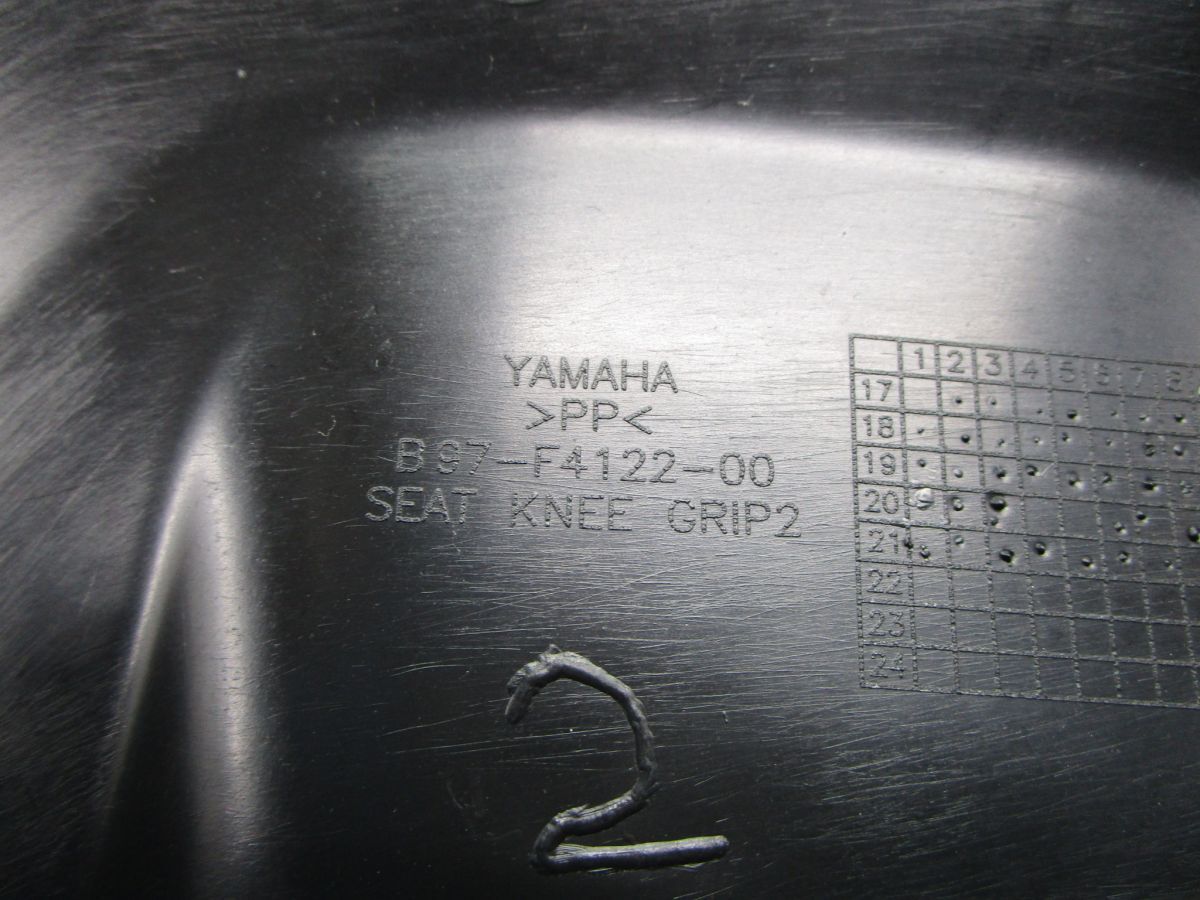 YAMAHA
>PP<
B97-F4122-00
SEAT KNEE GRIP2
1 2 3 4 5 6 7 8
17
18
19
20
21
22
23
24
2